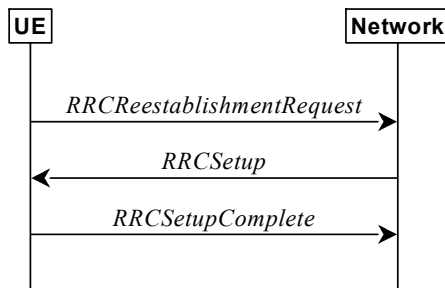 UE Network
RRCReestablishmentRequest
RRCSetup
RRCSetupComplete